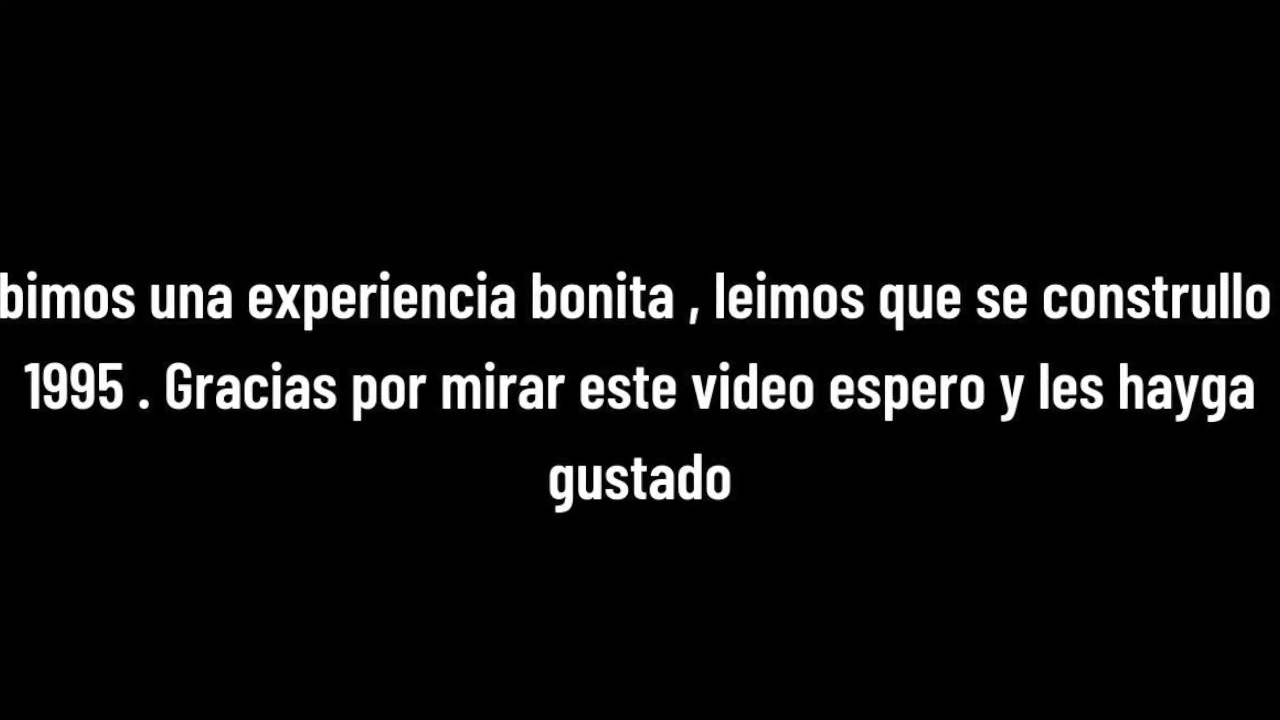 bimos una experiencia bonita , leimos que se construllo
1995 . Gracias por mirar este video espero y les hayga
gustado